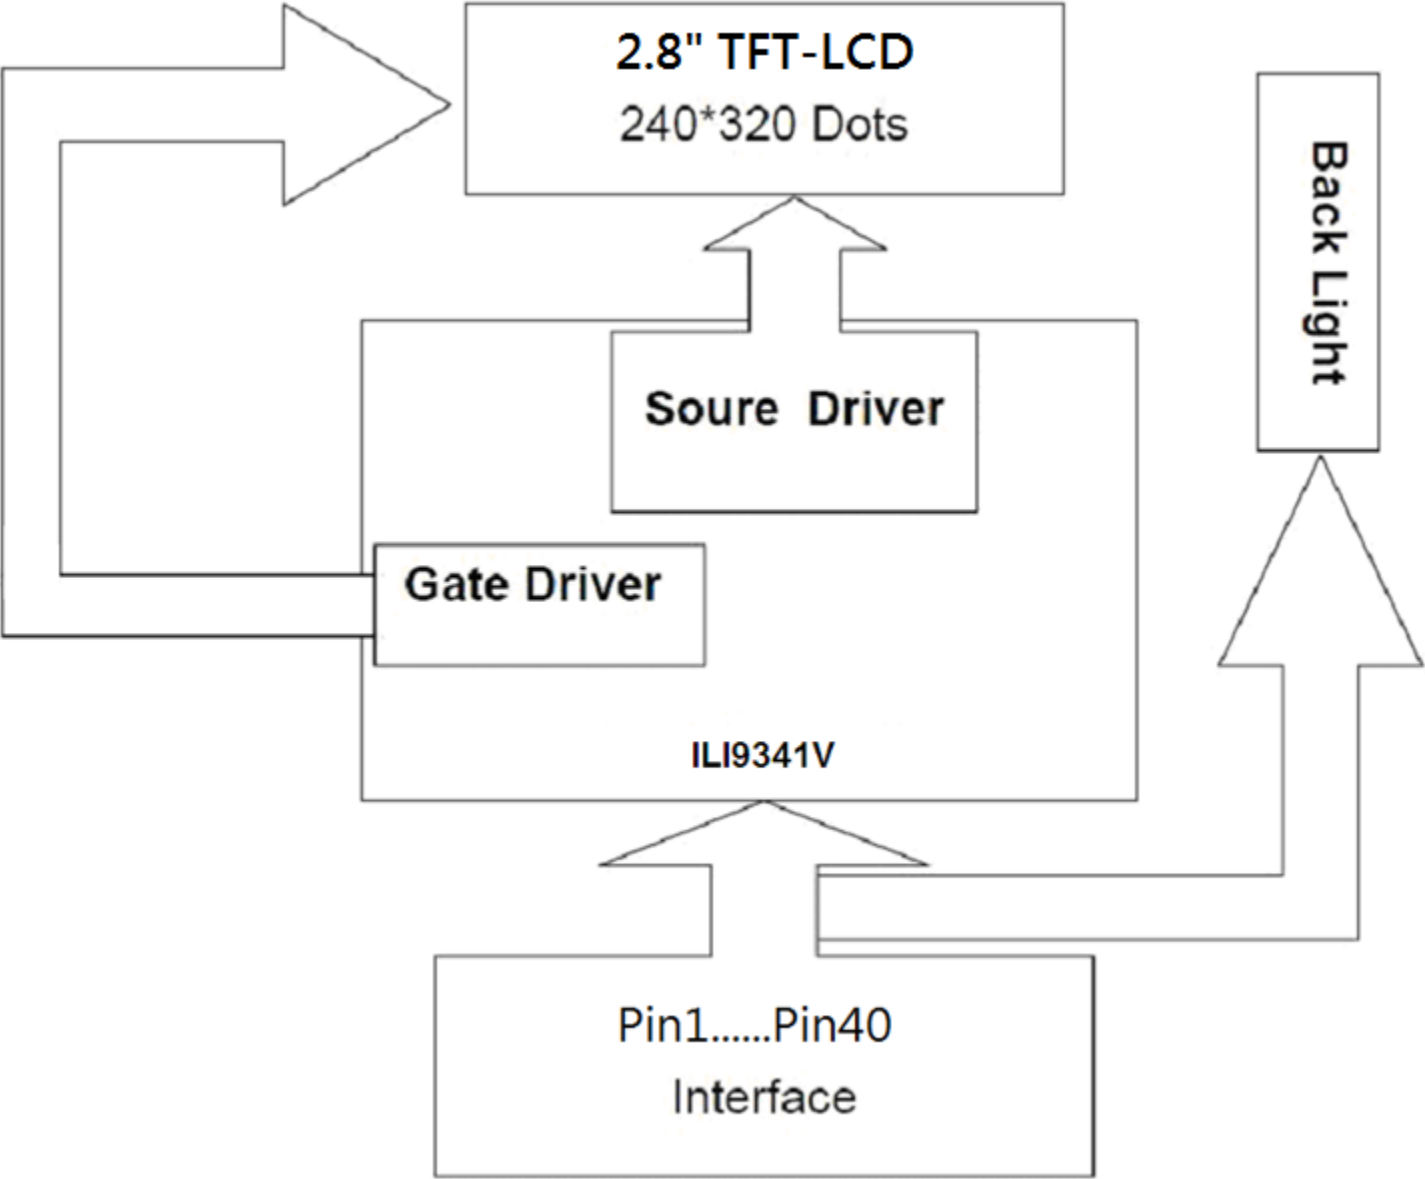 2.8" TFT-LCD
240*320 Dots
Back Light
Soure Driver
Gate Driver
ILI9341V
Pin1......Pin40
Interface